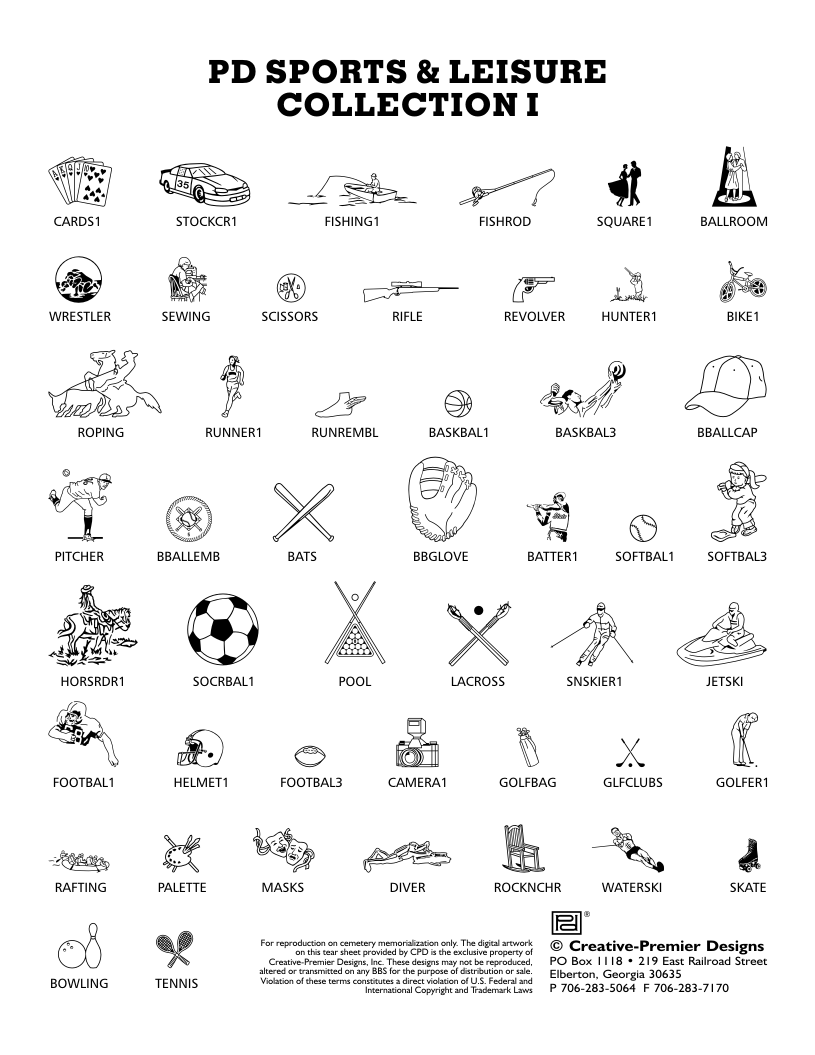 PD SPORTS & LEISURE
COLLECTION I
CARDS1 STOCKCR1 FISHING1 FISHROD SQUARE1 BALLROOM
35
WRESTLER SEWING SCISSORS RIFLE REVOLVER HUNTER1 BIKE1
ROPING RUNNER1 RUNREMBL BASKBAL1 BASKBAL3 BBALLCAP
PITCHER BBALLEMB BATS BBGLOVE BATTER1 SOFTBAL1 SOFTBAL3
HORSRDR1 SOCRBAL1 POOL LACROSS SNSKIER1 JETSKI
FOOTBAL1 HELMET1 FOOTBAL3 CAMERA1 GOLFBAG GLFCLUBS GOLFER1
RAFTING PALETTE MASKS DIVER ROCKNCHR WATERSKI SKATE
BOWLING TENNIS
For reproduction on cemetery memorialization only. The digital artwork
on this tear sheet provided by CPD is the exclusive property of
Creative-Premier Designs, Inc. These designs may not be reproduced,
altered or transmitted on any BBS for the purpose of distribution or sale.
Violation of these terms constitutes a direct violation of U.S. Federal and
International Copyright and Trademark Laws
®
© Creative-Premier Designs
PO Box 1118 • 219 East Railroad Street
Elberton, Georgia 30635
P 706-283-5064 F 706-283-7170